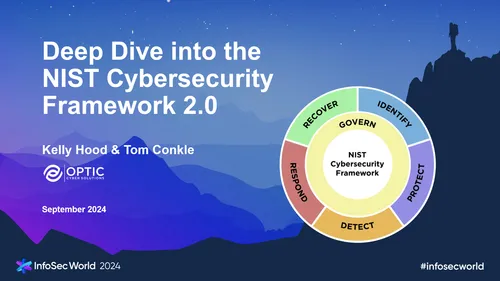 Deep Dive into the
NIST Cybersecurity
Framework 2.0
Kelly Hood & Tom Conkle
OPTIC
CYBER SOLUTIONS
September 2024
RECOVER
IDENTIFY
GOVERN
NIST
Cybersecurity
Framework
RESPOND
PROTECT
DETECT
InfoSec World 2024
#infosecworld